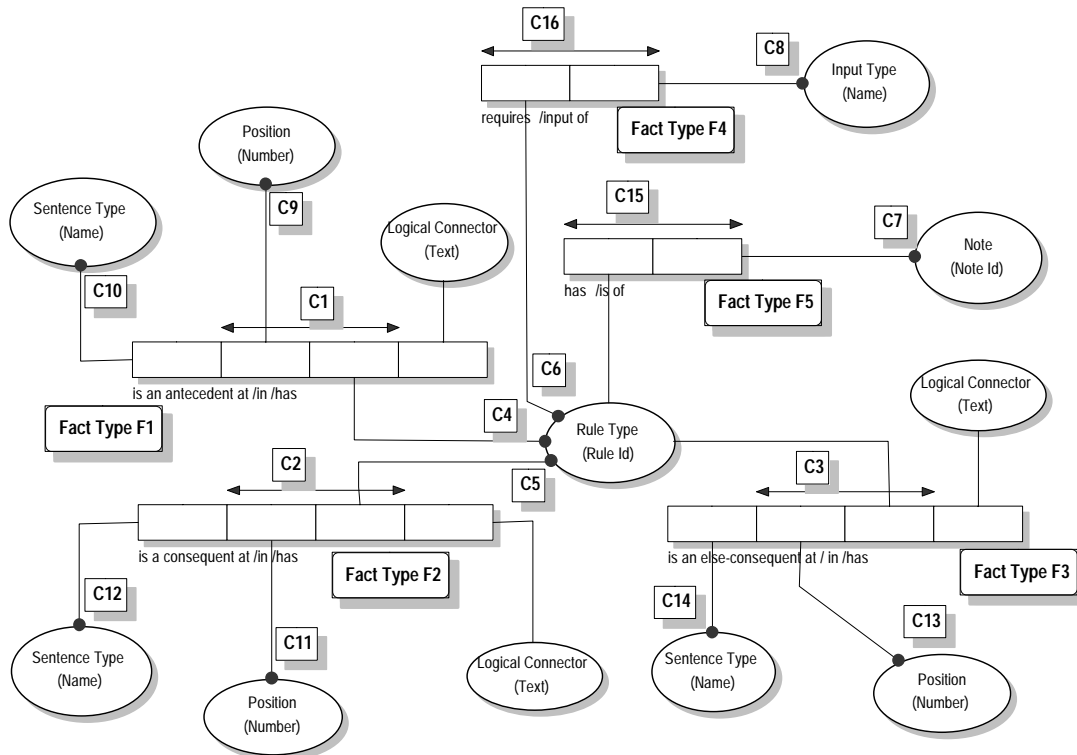 C16
C8
Input Type
(Name)
requires /input of
Fact Type F4
Position
(Number)
C9
Sentence Type
(Name)
C10
C15
C7
Note
(Note Id)
has /is of
Fact Type F5
Logical Connector
(Text)
C1
is an antecedent at /in /has
Fact Type F1
C6
C4
Rule Type
(Rule Id)
C5
Logical Connector
(Text)
C2
is a consequent at /in /has
Fact Type F2
C3
is an else-consequent at / in /has
Fact Type F3
C12
Sentence Type
(Name)
C11
Position
(Number)
Logical Connector
(Text)
C14
Sentence Type
(Name)
C13
Position
(Number)